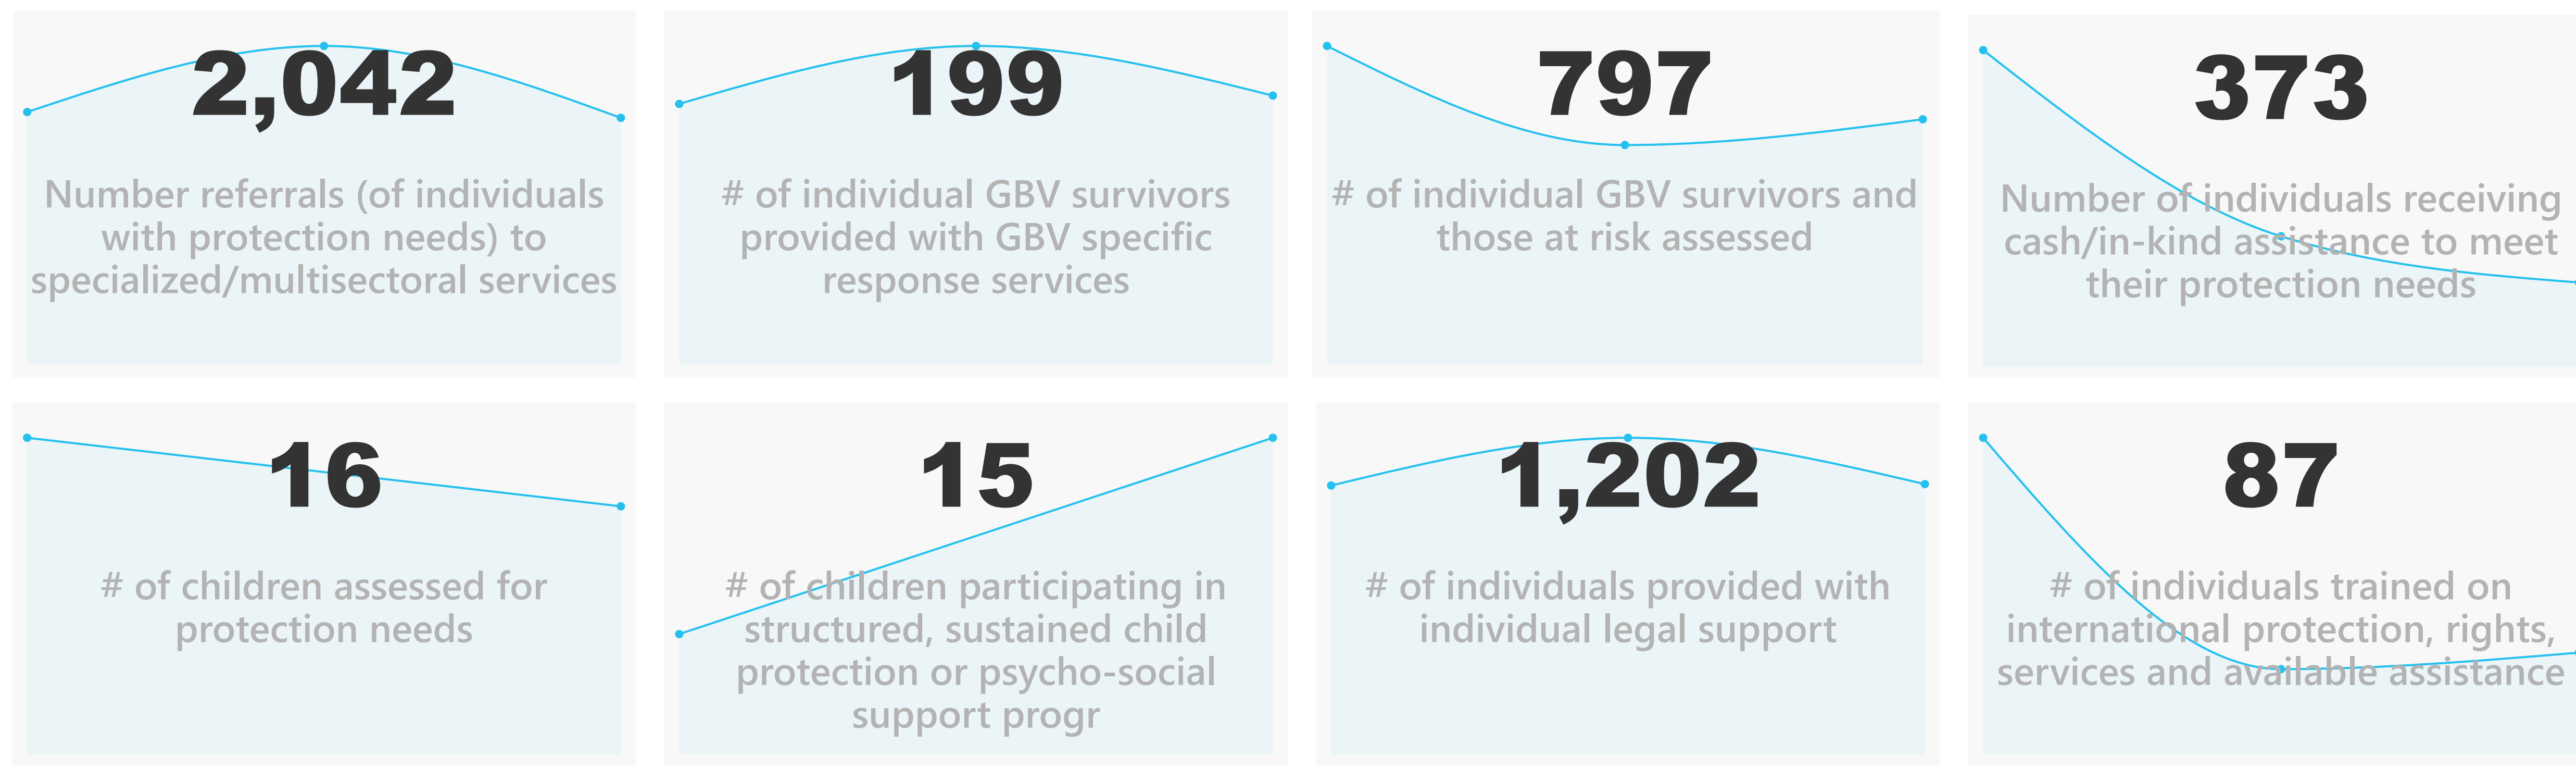 2,042
Number referrals (of individuals
with protection needs) to
specialized/multisectoral services
199
# of individual GBV survivors
provided with GBV specific
response services
797
# of individual GBV survivors and
those at risk assessed
373
Number of individuals receiving
cash/in-kind assistance to meet
their protection needs
16
# of children assessed for
protection needs
15
# of children participating in
structured, sustained child
protection or psycho-social
support progr
1,202
# of individuals provided with
individual legal support
87
# of individuals trained on
international protection, rights,
services and available assistance